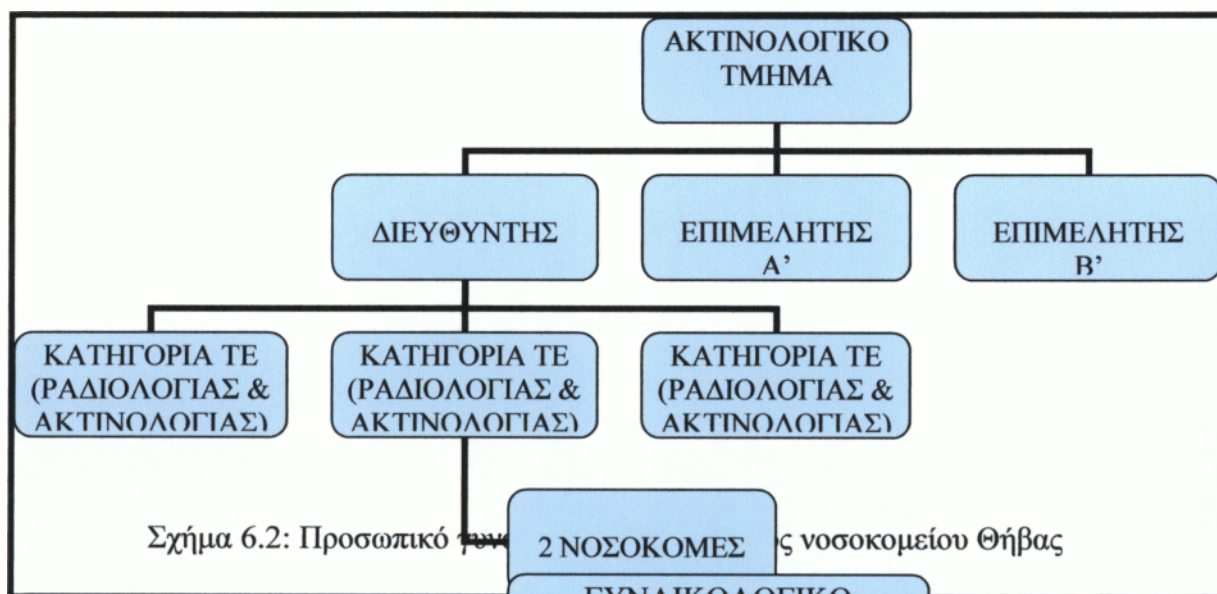 ΑΚΤΙΝΟΛΟΓΙΚΟ
ΤΜΗΜΑ
ΔΙΕΥΘΥΝΤΗΣ
ΕΠΙΜΕΛΗΤΗΣ
Α’
ΕΠΙΜΕΛΗΤΗΣ
Β’
ΚΑΤΗΓΟΡΙΑ ΤΕ
(ΡΑΔΙΟΛΟΓΙΑΣ &
ΑΚΤΙΝΟΛΟΓΙΑΣ)
ΚΑΤΗΓΟΡΙΑ ΤΕ
(ΡΑΔΙΟΛΟΓΙΑΣ &
ΑΚΤΙΝΟΛΟΓΙΑΣ)
ΚΑΤΗΓΟΡΙΑ ΤΕ
(ΡΑΔΙΟΛΟΓΙΑΣ &
ΑΚΤΙΝΟΛΟΓΙΑΣ)
Σχήμα 6.2: Προσωπικό νοσοκομείου Θήβας
2 ΝΟΣΟΚΟΜΕΣ